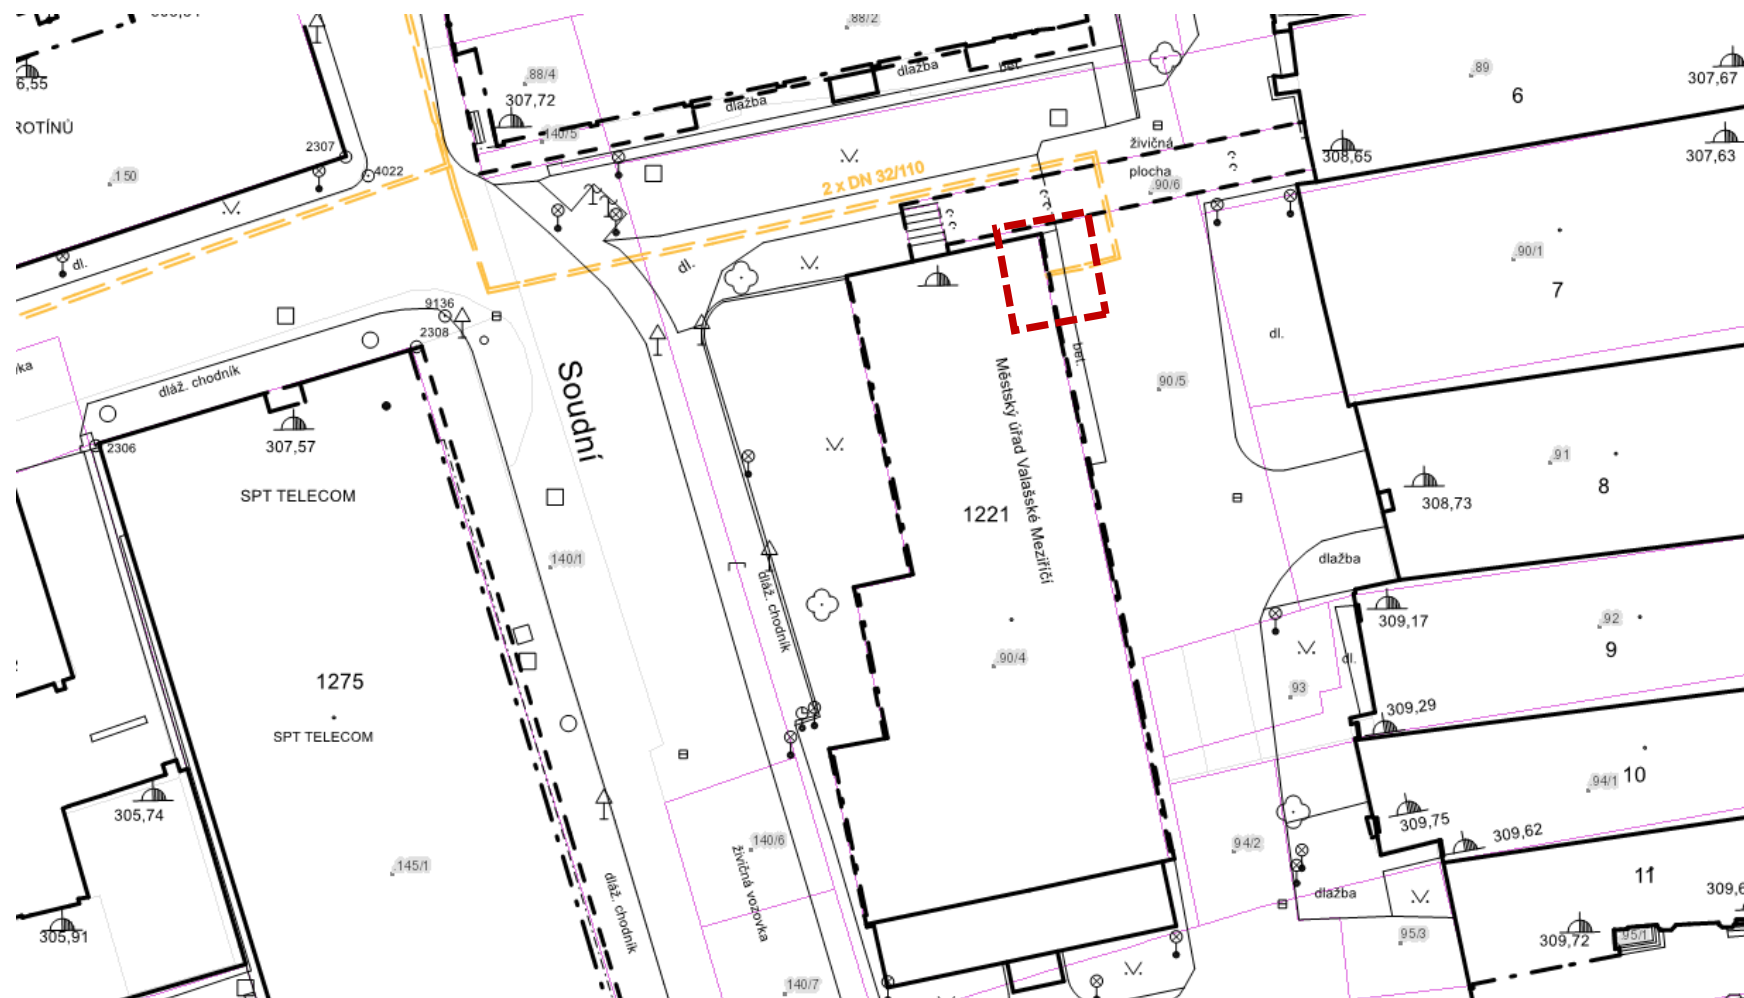 88/2
88/4
307,72
140/5
dlažba
dlažba
bet.
89
6
307,67
6,55
ROTÍNŮ
2307
4022
150
živičná
plocha
90/6
308,65
307,63
2 x DN 32/110
90/1
7
dl.
dl.
dl.
9136
2308
bet.
90/5
dláž. chodník
307,57
2306
SPT TELECOM
Soudní
Městský úřad Valašské Meziříčí
1221
91
8
308,73
140/1
dláž. chodník
dlažba
309,17
92
9
90/4
dl.
93
309,29
1275
SPT TELECOM
10
94/1
305,74
309,75
309,62
140/6
94/2
živičná vozovka
145/1
dláž. chodník
11
dlažba
305,91
95/3
309,72
95/1
140/7